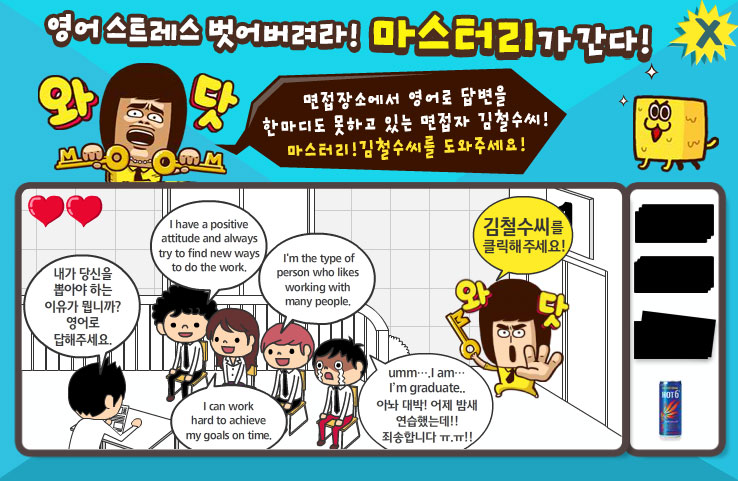 영어 스트레스 벗어버려라! 마스터리가 간다!
X
와 닷
M M
면접장소에서 영어로 답변을
한마디도 못하고 있는 면접자 김철수씨!
마스터리!김철수씨를 도와주세요!
I have a positive
attitude and always
try to find new ways
to do the work.
I'm the type of
person who likes
working with
many people.
김철수씨를
클릭해주세요!
내가 당신을
뽑아야 하는
이유가 뭡니까?
영어로
답해주세요.
와 닷
I can work
hard to achieve
my goals on time.
umm⋯.I am⋯
I'm graduate..
아놔 대박! 어제 밤새
연습했는데!!
죄송합니다 ㅠ.ㅠ!!
HOT6